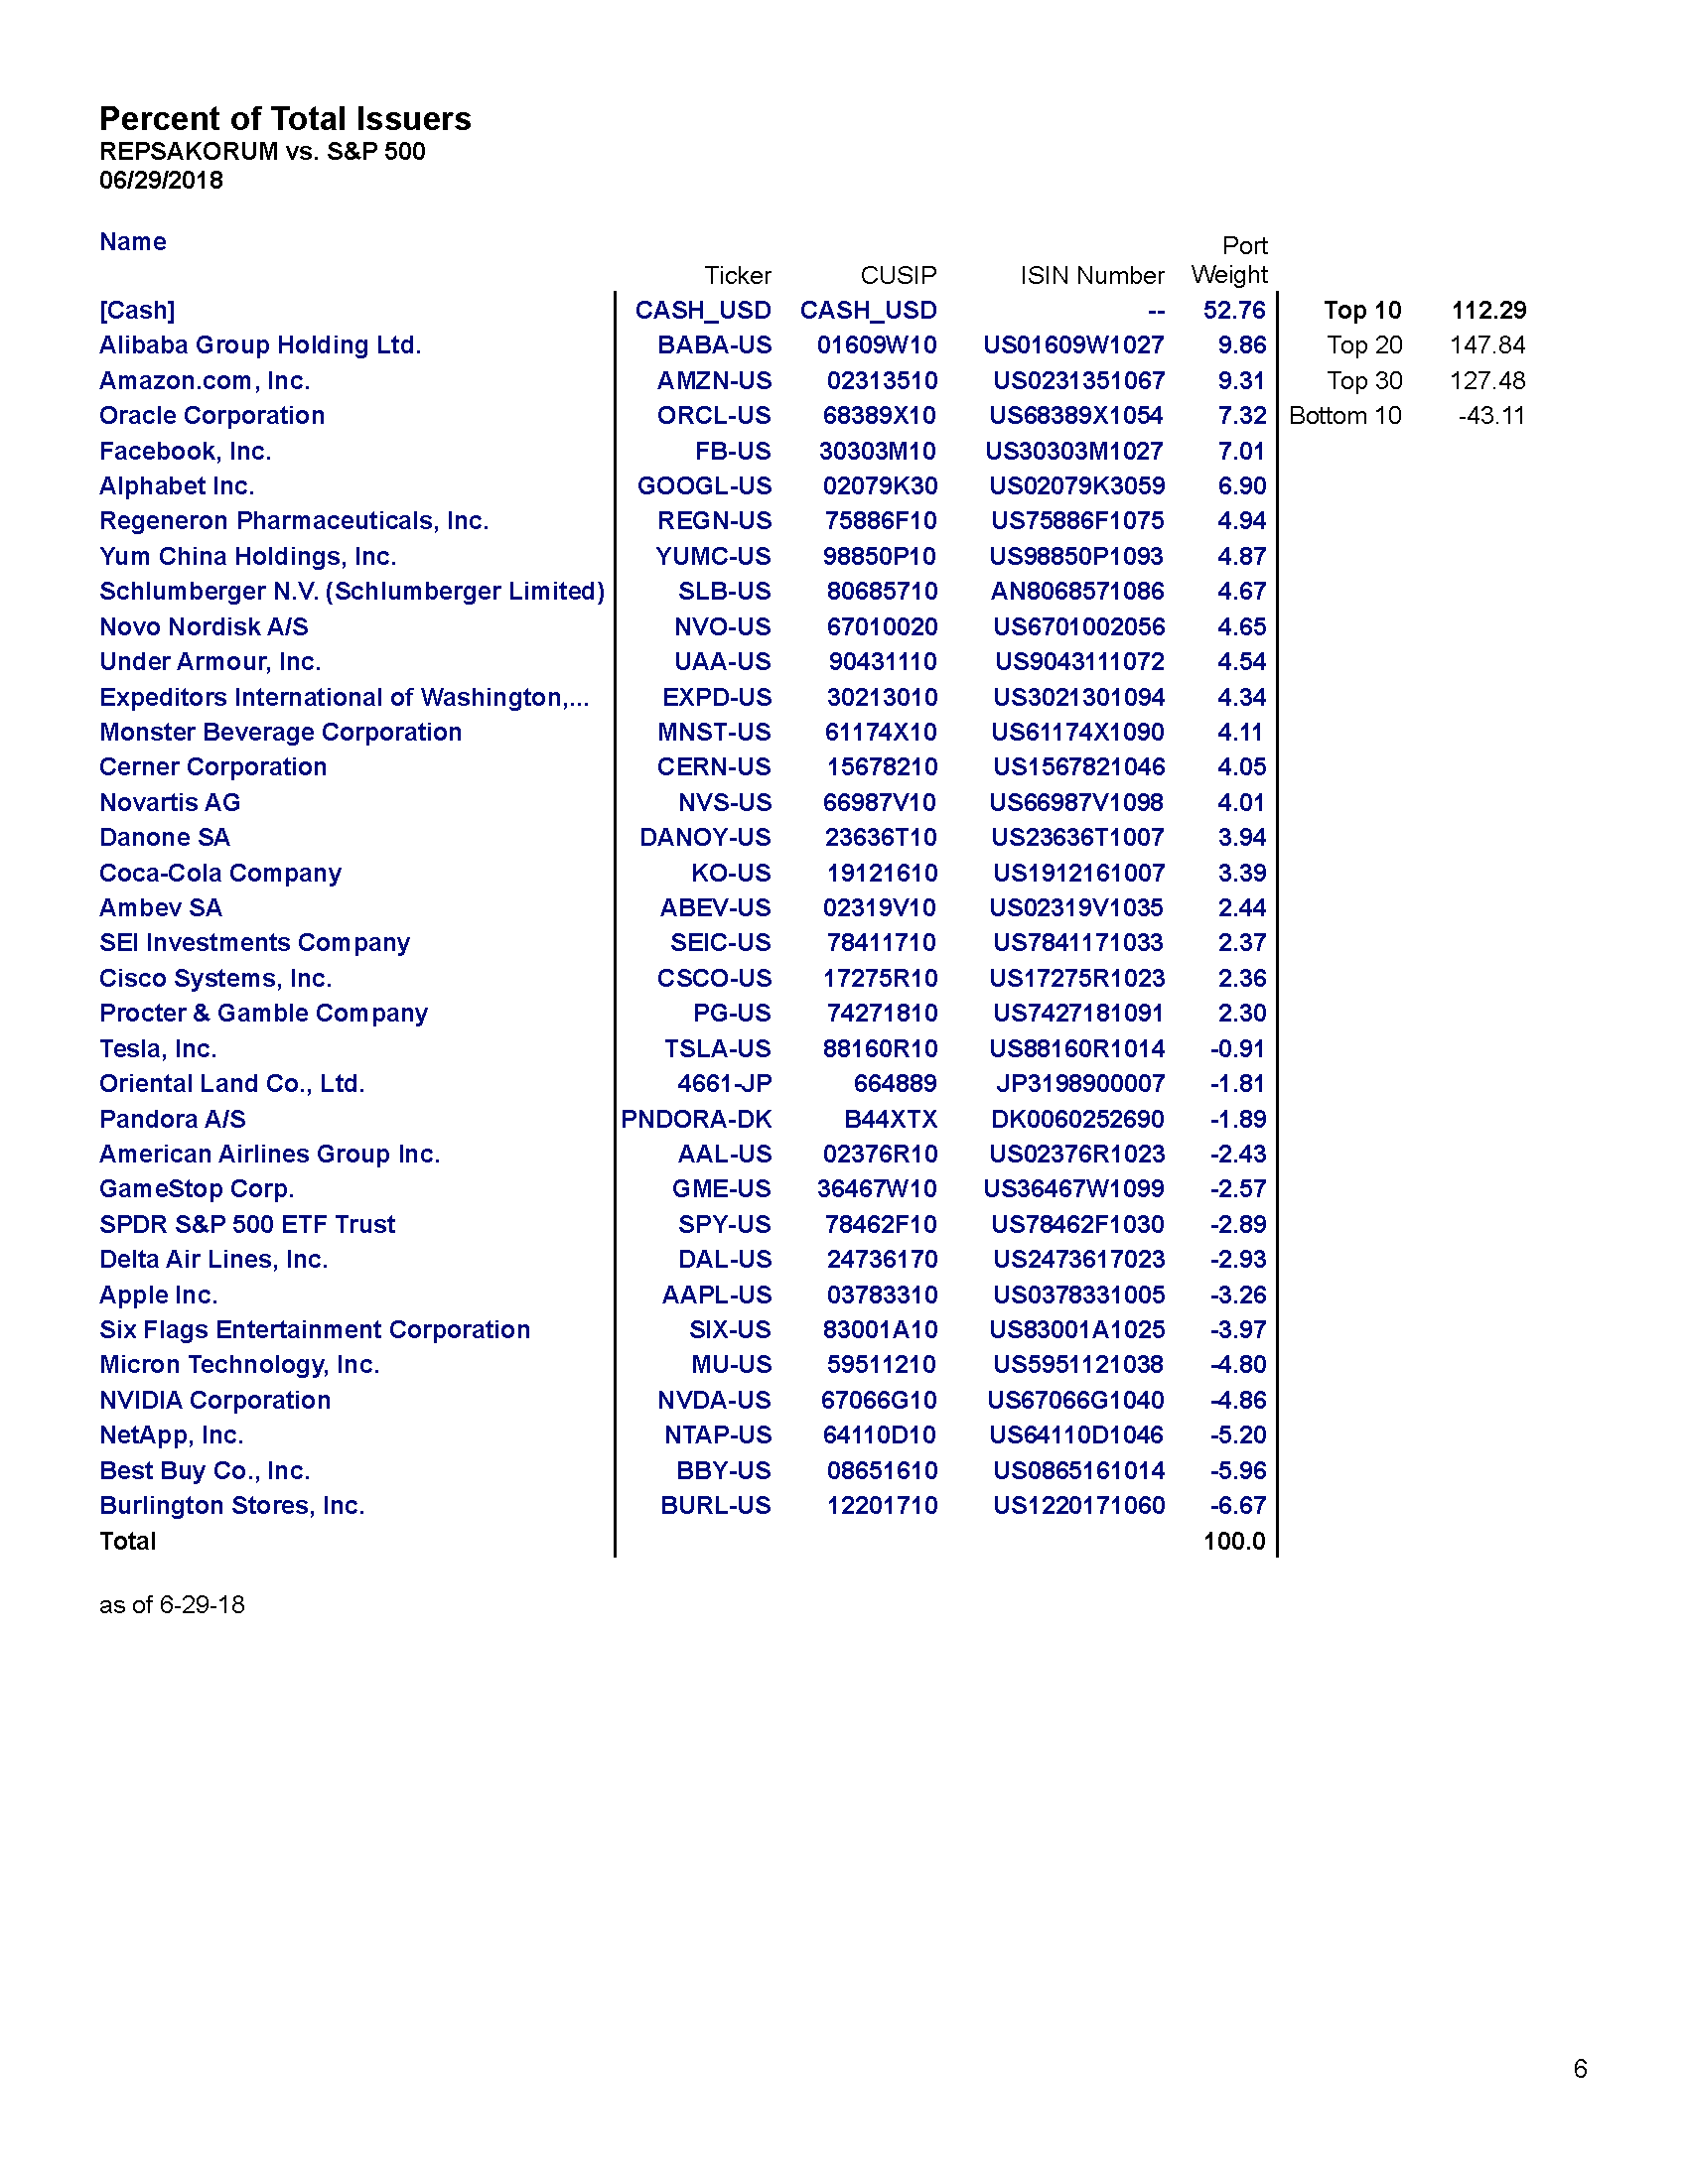 Percent of Total Issuers
REPSAKORUM vs. S&P 500
06/29/2018
Name Ticker CUSIP ISIN Number Port Weight
[Cash] CASH_USD CASH_USD -- 52.76 Top 10 112.29
Alibaba Group Holding Ltd. BABA-US 01609W10 US01609W1027 9.86 Top 20 147.84
Amazon.com, Inc. AMZN-US 02313510 US0231351067 9.31 Top 30 127.48
Oracle Corporation ORCL-US 68389X10 US68389X1054 7.32 Bottom 10 -43.11
Facebook, Inc. FB-US 30303M10 US30303M1027 7.01
Alphabet Inc. GOOGL-US 02079K30 US02079K3059 6.90
Regeneron Pharmaceuticals, Inc. REGN-US 75886F10 US75886F1075 4.94
Yum China Holdings, Inc. YUMC-US 98850P10 US98850P1093 4.87
Schlumberger N.V. (Schlumberger Limited) SLB-US 80685710 AN8068571086 4.67
Novo Nordisk A/S NVO-US 67010020 US6701002056 4.65
Under Armour, Inc. UAA-US 90431110 US9043111072 4.54
Expeditors International of Washington,... EXPD-US 30213010 US3021301094 4.34
Monster Beverage Corporation MNST-US 61174X10 US61174X1090 4.11
Cerner Corporation CERN-US 15678210 US1567821046 4.05
Novartis AG NVS-US 66987V10 US66987V1098 4.01
Danone SA DANOY-US 23636T10 US23636T1007 3.94
Coca-Cola Company KO-US 19121610 US1912161007 3.39
Ambev SA ABEV-US 02319V10 US02319V1035 2.44
SEI Investments Company SEIC-US 78411710 US7841171033 2.37
Cisco Systems, Inc. CSCO-US 17275R10 US17275R1023 2.36
Procter & Gamble Company PG-US 74271810 US7427181091 2.30
Tesla, Inc. TSLA-US 88160R10 US88160R1014 -0.91
Oriental Land Co., Ltd. 4661-JP 664889 JP3198900007 -1.81
Pandora A/S PNDORA-DK B44XTX DK0060252690 -1.89
American Airlines Group Inc. AAL-US 02376R10 US02376R1023 -2.43
GameStop Corp. GME-US 36467W10 US36467W1099 -2.57
SPDR S&P 500 ETF Trust SPY-US 78462F10 US78462F1030 -2.89
Delta Air Lines, Inc. DAL-US 24736170 US2473617023 -2.93
Apple Inc. AAPL-US 03783310 US0378331005 -3.26
Six Flags Entertainment Corporation SIX-US 83001A10 US83001A1025 -3.97
Micron Technology, Inc. MU-US 59511210 US5951121038 -4.80
NVIDIA Corporation NVDA-US 67066G10 US67066G1040 -4.86
NetApp, Inc. NTAP-US 64110D10 US64110D1046 -5.20
Best Buy Co., Inc. BBY-US 08651610 US0865161014 -5.96
Burlington Stores, Inc. BURL-US 12201710 US1220171060 -6.67
Total 100.0
as of 6-29-18
6